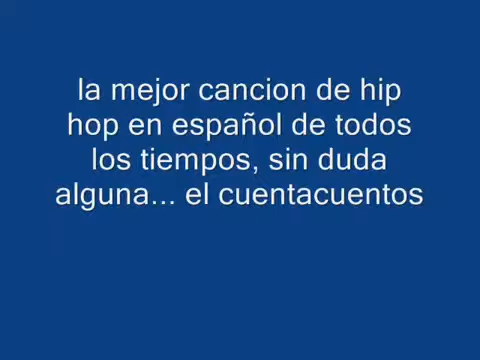 la mejor cancion de hip
hop en español de todos
los tiempos, sin duda
alguna... el cuentacuentos